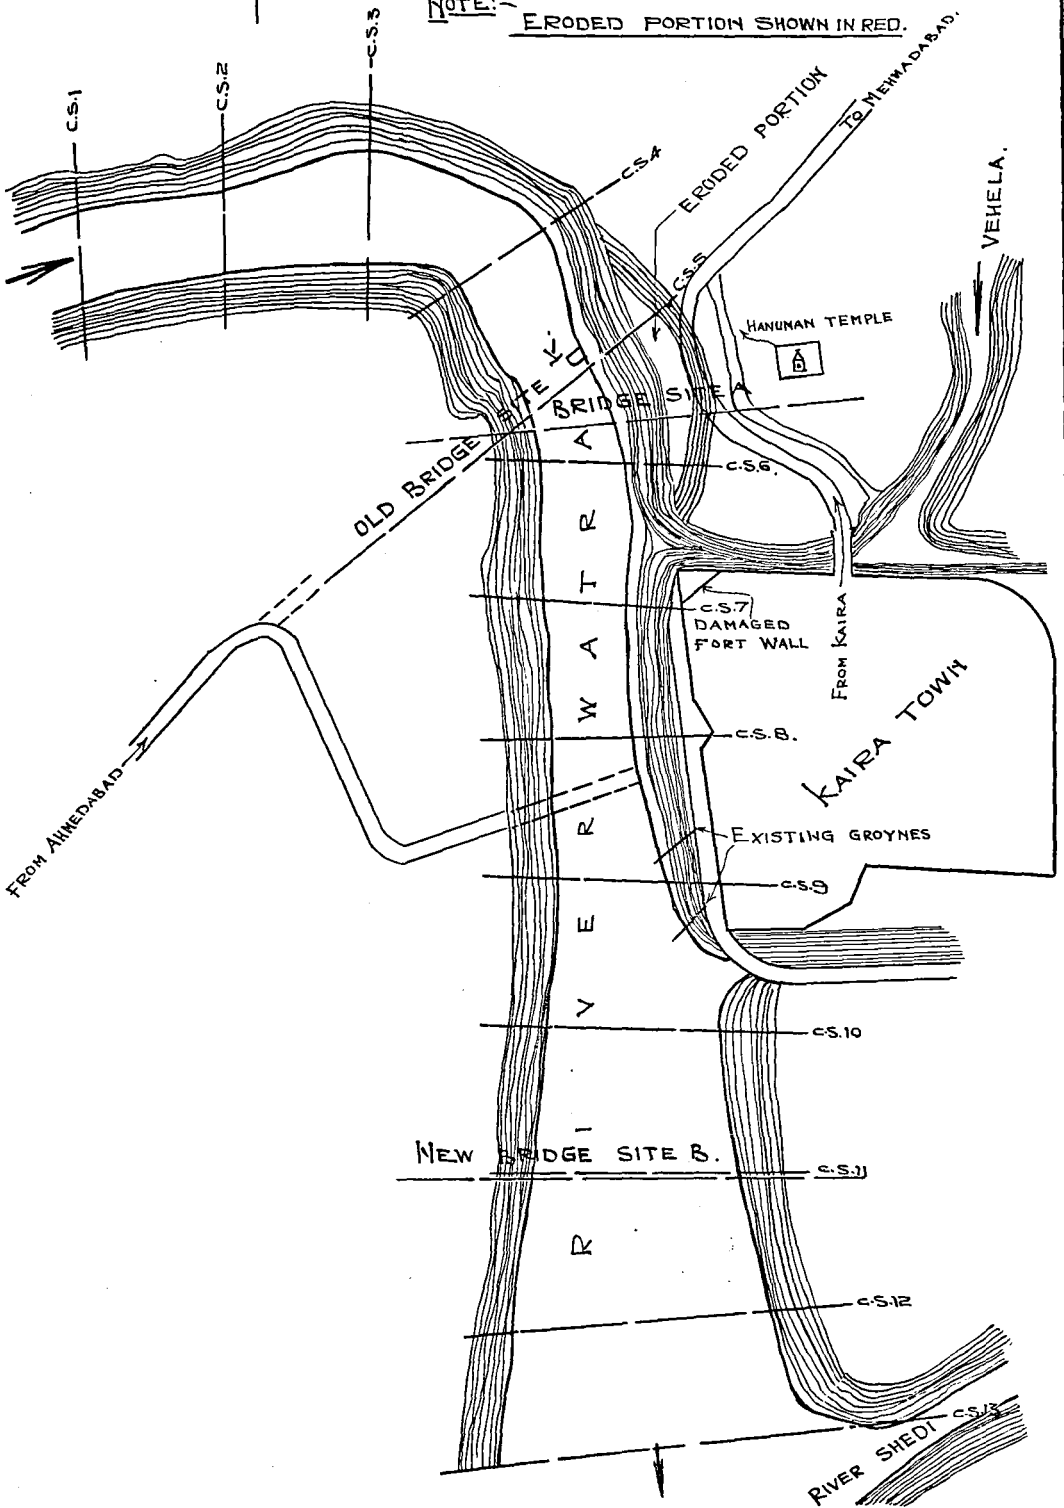 NOTE:-
ERODED PORTION SHOWN IN RED.
C.S.1
C.S.2
C.S.3
C.S.4
ERODED PORTION
TO MEHMADABAD.
VEHELA.
C.S.5
HANUMAN TEMPLE
OLD BRIDGE SITE
BRIDGE SITE A
C.S.6.
C.S.7
DAMAGED
FORT WALL
FROM KAIRA
KAIRA TOWN
C.S.8.
FROM AHMEDABAD
EXISTING GROYNES
C.S.9
RIVER WATRAK
C.S.10
NEW BRIDGE SITE B.
C.S.11
C.S.12
C.S.13
RIVER SHEDI